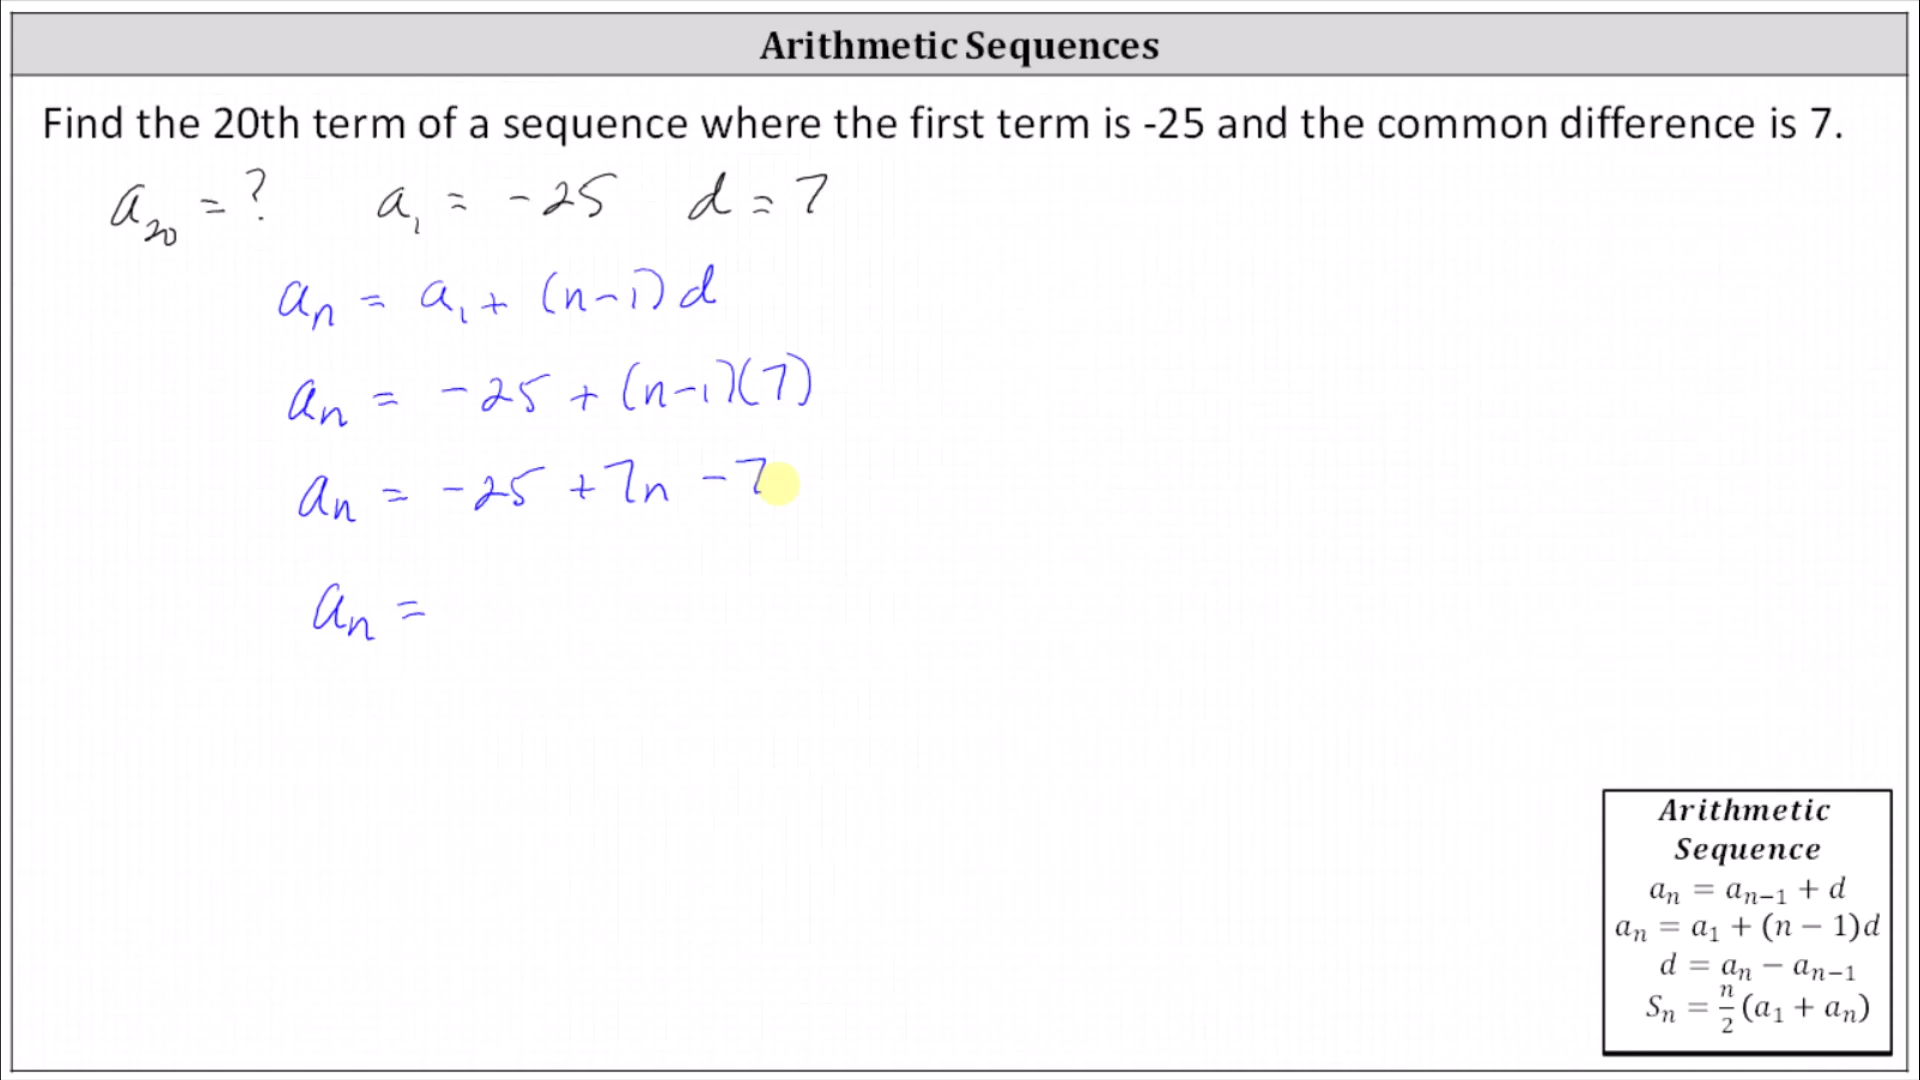 Arithmetic Sequences
Find the 20th term of a sequence where the first term is -25 and the common difference is 7.
a₂₀ = ? a₁ = -25 d = 7
aₙ = a₁ + (n-1)d
aₙ = -25 + (n-1)(7)
aₙ = -25 + 7n - 7
aₙ =
Arithmetic
Sequence
aₙ = aₙ₋₁ + d
aₙ = a₁ + (n − 1)d
d = aₙ − aₙ₋₁
Sₙ = n/2 (a₁ + aₙ)